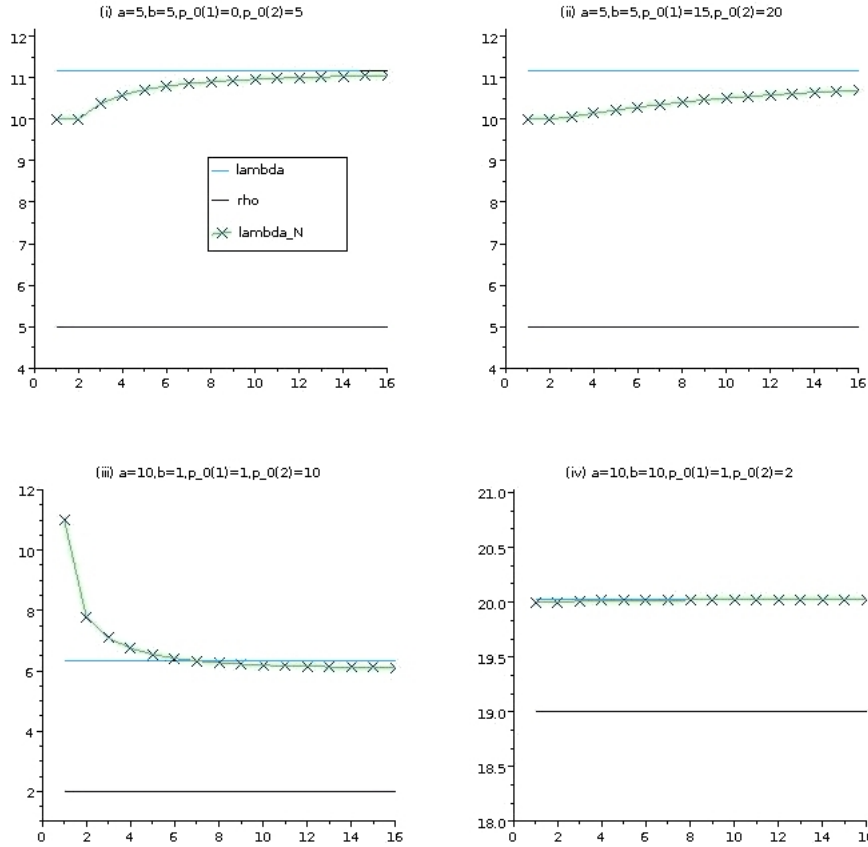 (i) a=5,b=5,p_0(1)=0,p_0(2)=5
12
11
10
9
8
7
6
5
4
0 2 4 6 8 10 12 14 16
lambda
rho
lambda_N
(ii) a=5,b=5,p_0(1)=15,p_0(2)=20
12
11
10
9
8
7
6
5
4
0 2 4 6 8 10 12 14 16
(iii) a=10,b=1,p_0(1)=1,p_0(2)=10
12
10
8
6
4
2
0 2 4 6 8 10 12 14 16
(iv) a=10,b=10,p_0(1)=1,p_0(2)=2
21.0
20.5
20.0
19.5
19.0
18.5
18.0
0 2 4 6 8 10 12 14 16